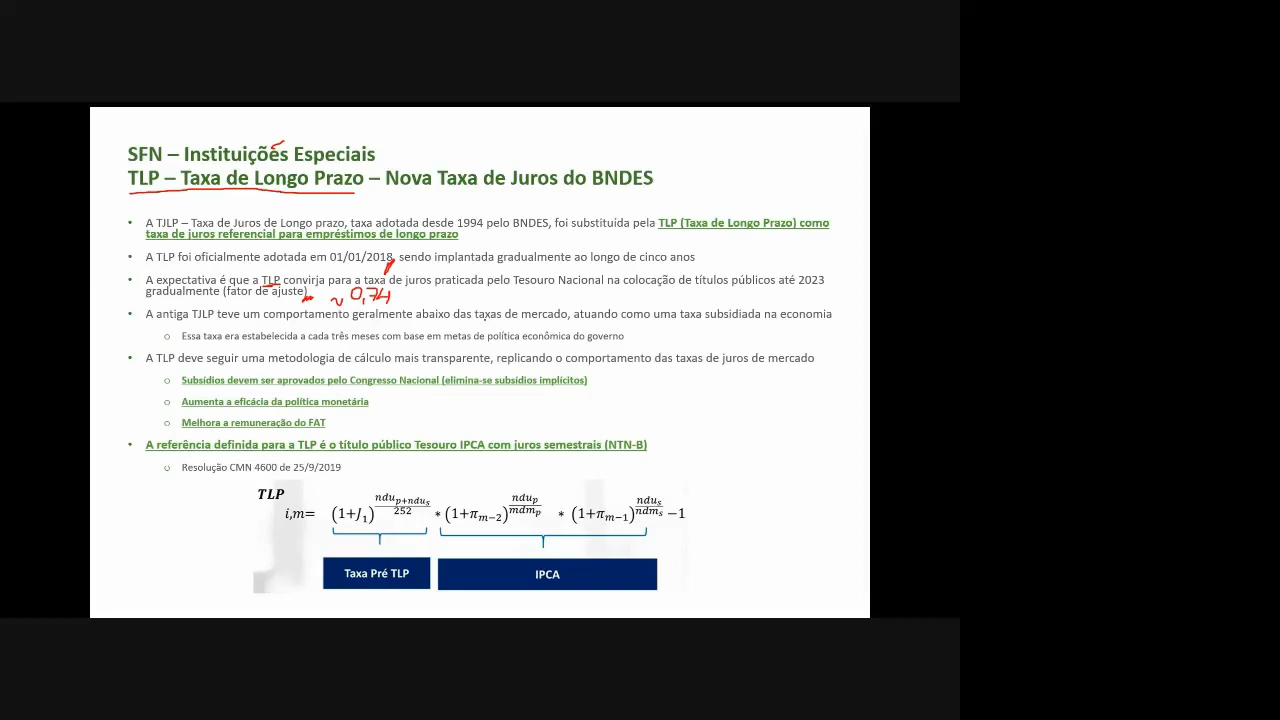 SFN – Instituições Especiais
TLP – Taxa de Longo Prazo – Nova Taxa de Juros do BNDES
• A TJLP – Taxa de Juros de Longo prazo, taxa adotada desde 1994 pelo BNDES, foi substituída pela TLP (Taxa de Longo Prazo) como
taxa de juros referencial para empréstimos de longo prazo
• A TLP foi oficialmente adotada em 01/01/2018, sendo implantada gradualmente ao longo de cinco anos
• A expectativa é que a TLP convirja para a taxa de juros praticada pelo Tesouro Nacional na colocação de títulos públicos até 2023
gradualmente (fator de ajuste)
~ 0,74
• A antiga TJLP teve um comportamento geralmente abaixo das taxas de mercado, atuando como uma taxa subsidiada na economia
o Essa taxa era estabelecida a cada três meses com base em metas de política econômica do governo
• A TLP deve seguir uma metodologia de cálculo mais transparente, replicando o comportamento das taxas de juros de mercado
o Subsídios devem ser aprovados pelo Congresso Nacional (elimina-se subsídios implícitos)
o Aumenta a eficácia da política monetária
o Melhora a remuneração do FAT
• A referência definida para a TLP é o título público Tesouro IPCA com juros semestrais (NTN-B)
o Resolução CMN 4600 de 25/9/2019
TLP i,m= (1+J₁)^(ndu_p+ndu_s/252) * (1+π_m−2)^(ndu_p/mdm_p) * (1+π_m−1)^(ndu_s/ndm_s) −1
Taxa Pré TLP IPCA